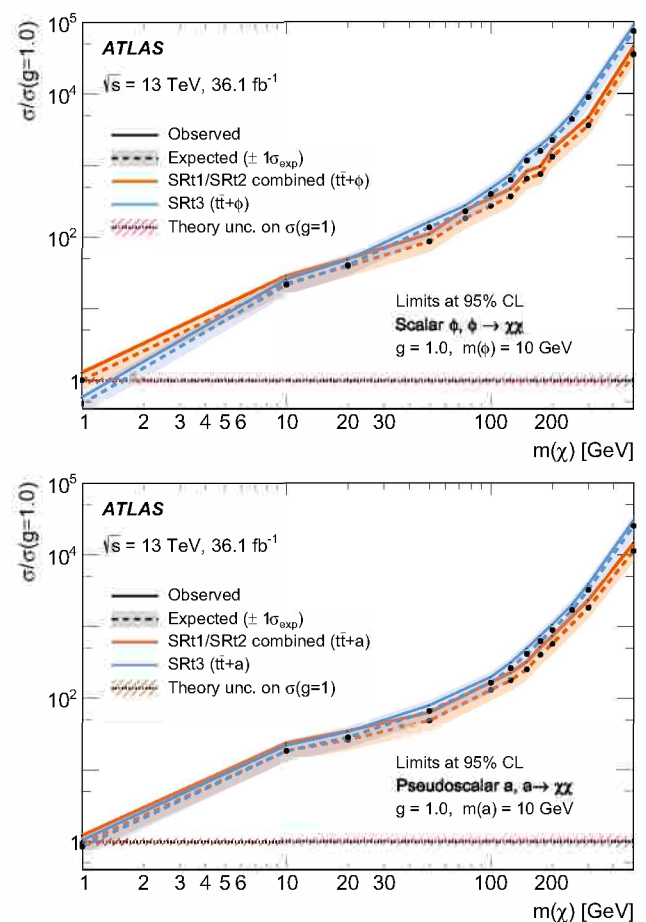 10⁵
σ/σ(g=1.0)
ATLAS
√s = 13 TeV, 36.1 fb⁻¹
10⁴
Observed
Expected (± 1σexp)
SRt1/SRt2 combined (tt̄+ϕ)
SRt3 (tt̄+ϕ)
Theory unc. on σ(g=1)
10²
Limits at 95% CL
Scalar ϕ, ϕ → χχ
g = 1.0, m(ϕ) = 10 GeV
1
1 2 3 4 5 6 10 20 30 100 200
m(χ) [GeV]
10⁵
σ/σ(g=1.0)
ATLAS
√s = 13 TeV, 36.1 fb⁻¹
10⁴
Observed
Expected (± 1σexp)
SRt1/SRt2 combined (tt̄+a)
SRt3 (tt̄+a)
Theory unc. on σ(g=1)
10²
Limits at 95% CL
Pseudoscalar a, a→ χχ
g = 1.0, m(a) = 10 GeV
1
1 2 3 4 5 6 10 20 30 100 200
m(χ) [GeV]